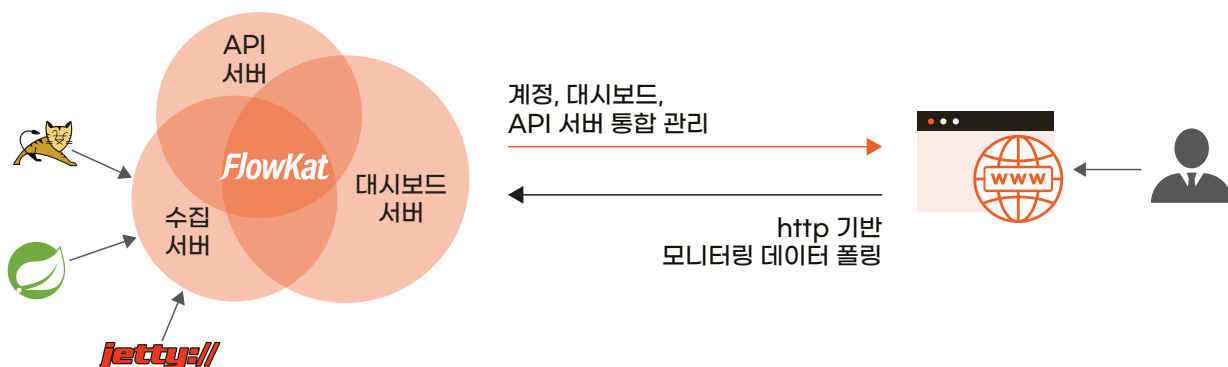 API
서버
계정, 대시보드,
API 서버 통합 관리
FlowKat
대시보드
서버
수집
서버
www
http 기반
모니터링 데이터 폴링
jetty://